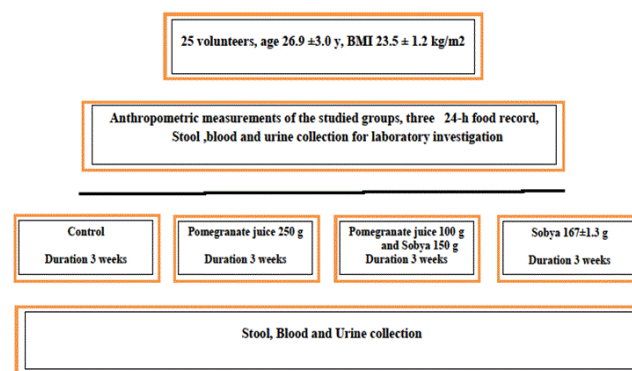 25 volunteers, age 26.9 ±3.0 y, BMI 23.5 ± 1.2 kg/m2
Anthropometric measurements of the studied groups, three 24-h food record,
Stool ,blood and urine collection for laboratory investigation
Control
Duration 3 weeks
Pomegranate juice 250 g
Duration 3 weeks
Pomegranate juice 100 g
and Sobya 150 g
Duration 3 weeks
Sobya 167±1.3 g
Duration 3 weeks
Stool, Blood and Urine collection